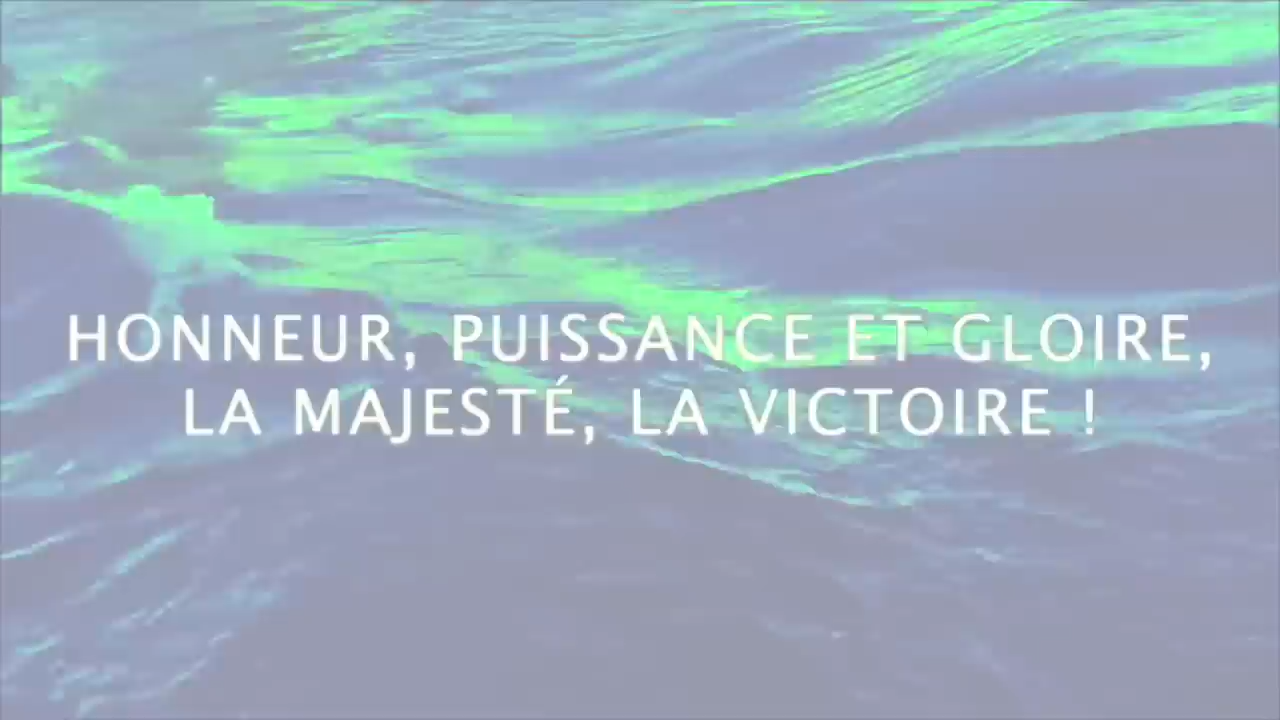 HONNEUR, PUISSANCE ET GLOIRE,
LA MAJESTÉ, LA VICTOIRE !